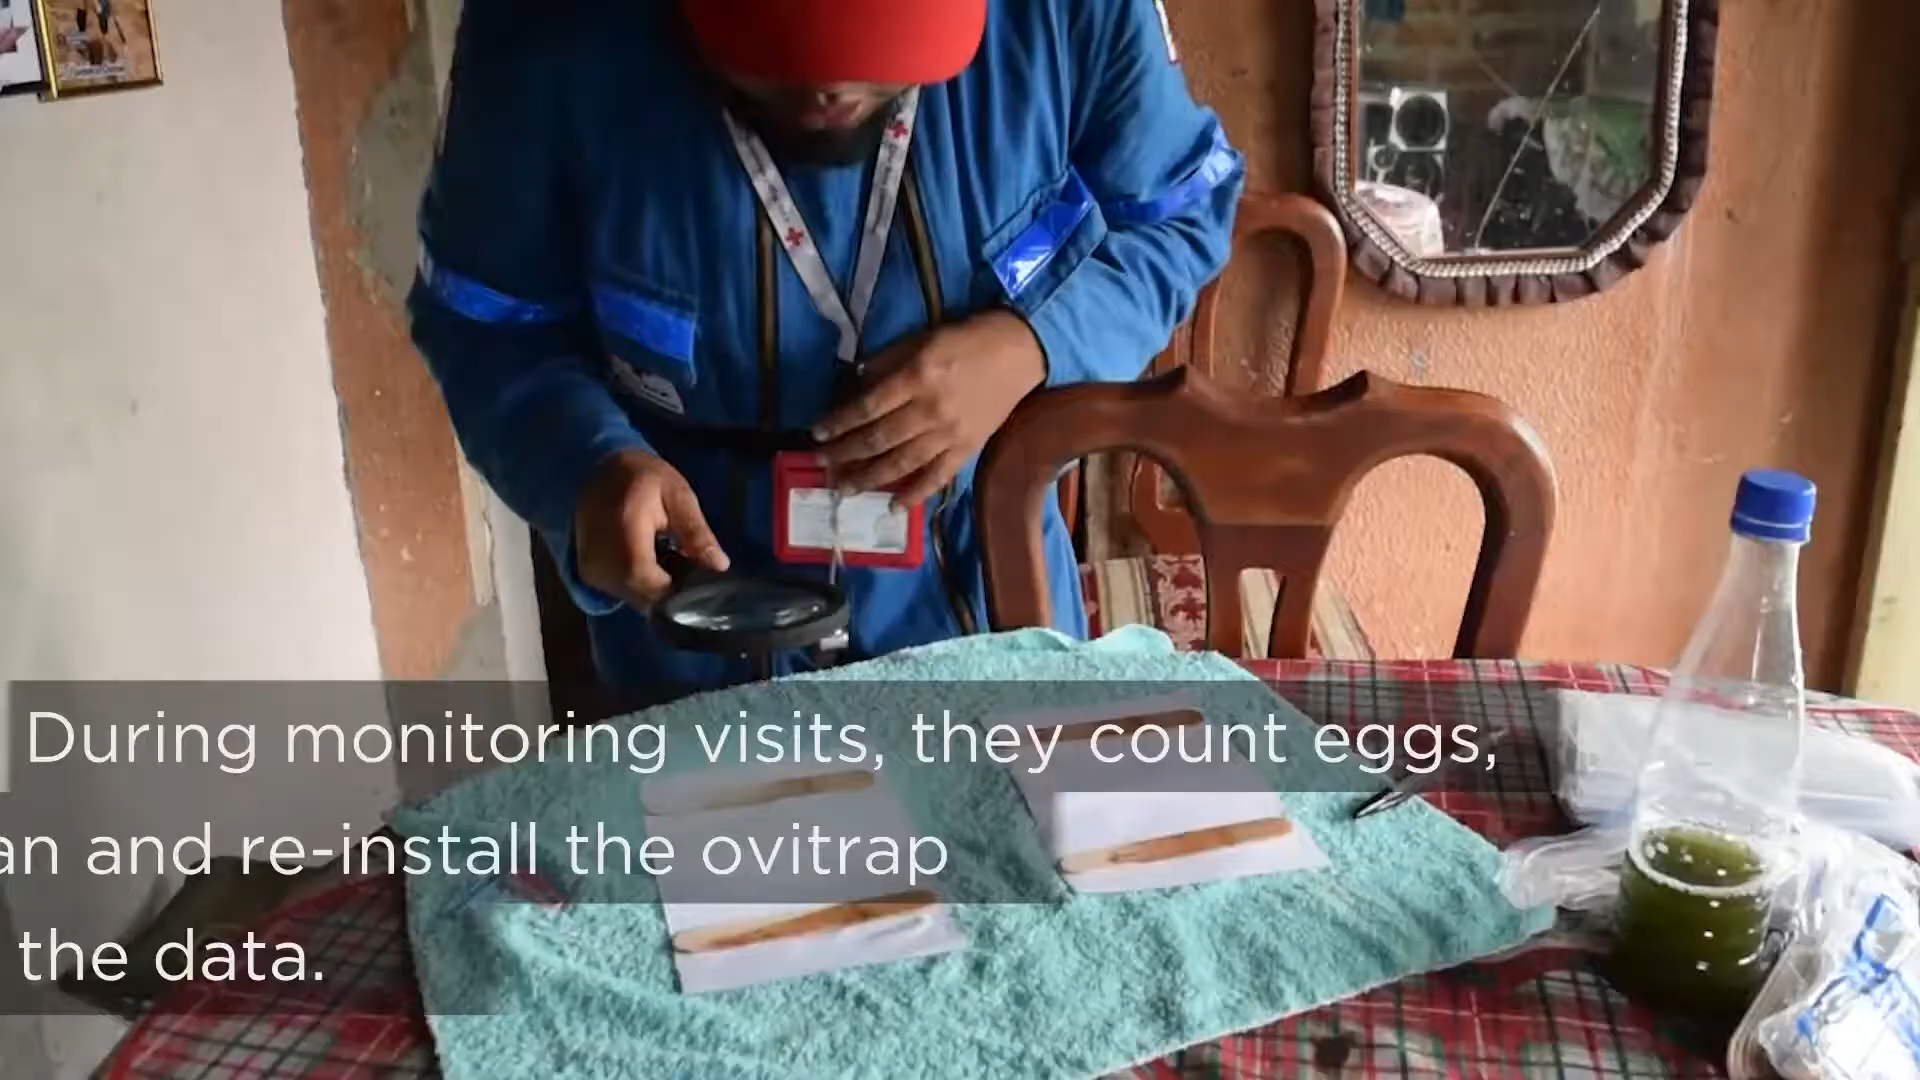 During monitoring visits, they count eggs,
an and re-install the ovitrap
the data.